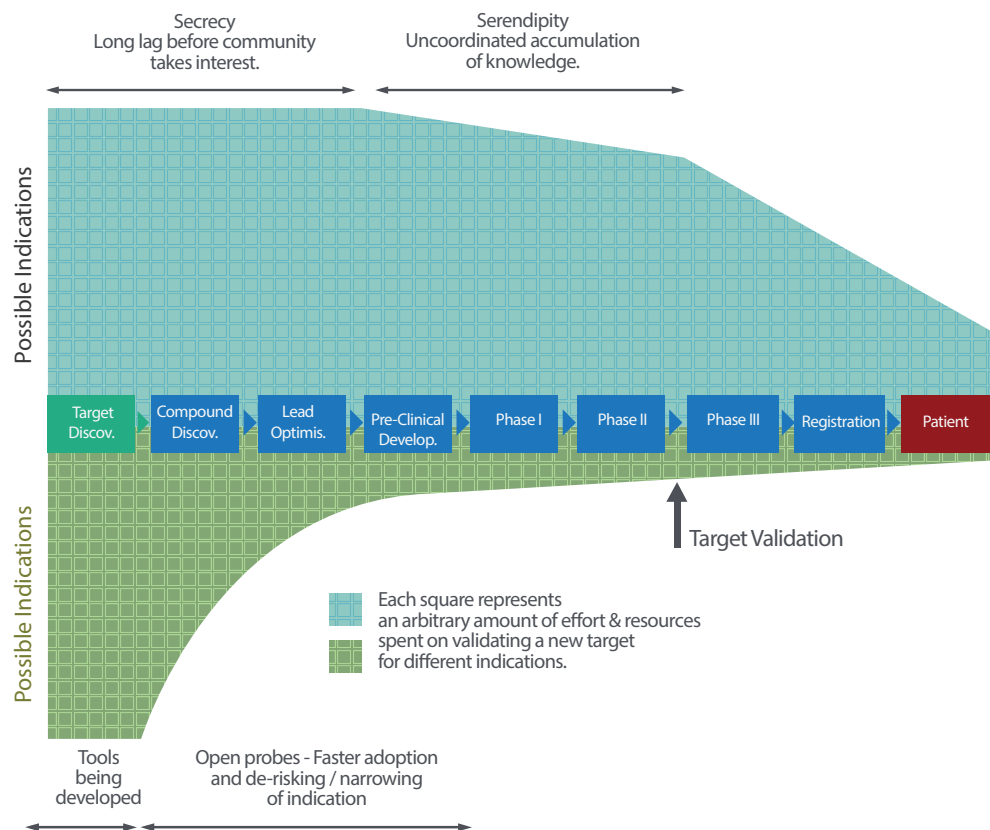 Secrecy
Long lag before community
takes interest.
Serendipity
Uncoordinated accumulation
of knowledge.
Possible Indications
Target
Discov.
Compound
Discov.
Lead
Optimis.
Pre-Clinical
Develop.
Phase I
Phase II
Phase III
Registration
Patient
Possible Indications
Target Validation
Each square represents
an arbitrary amount of effort & resources
spent on validating a new target
for different indications.
Tools
being
developed
Open probes - Faster adoption
and de-risking / narrowing
of indication